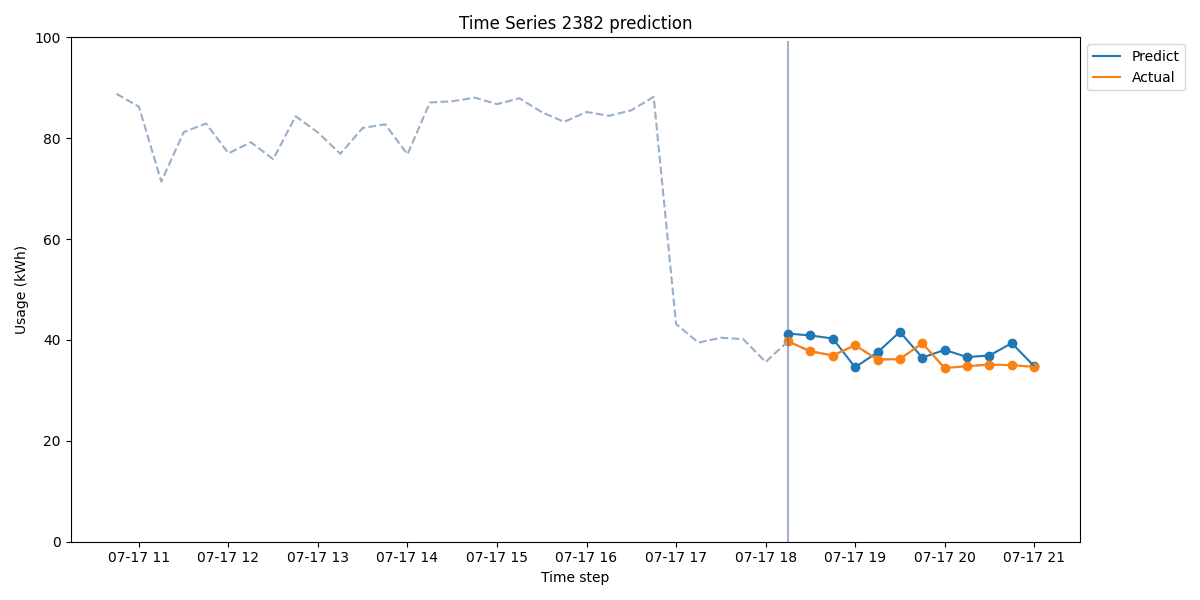 Time Series 2382 prediction
Predict
Actual
Usage (kWh)
100
80
60
40
20
0
07-17 11 07-17 12 07-17 13 07-17 14 07-17 15 07-17 16 07-17 17 07-17 18 07-17 19 07-17 20 07-17 21
Time step